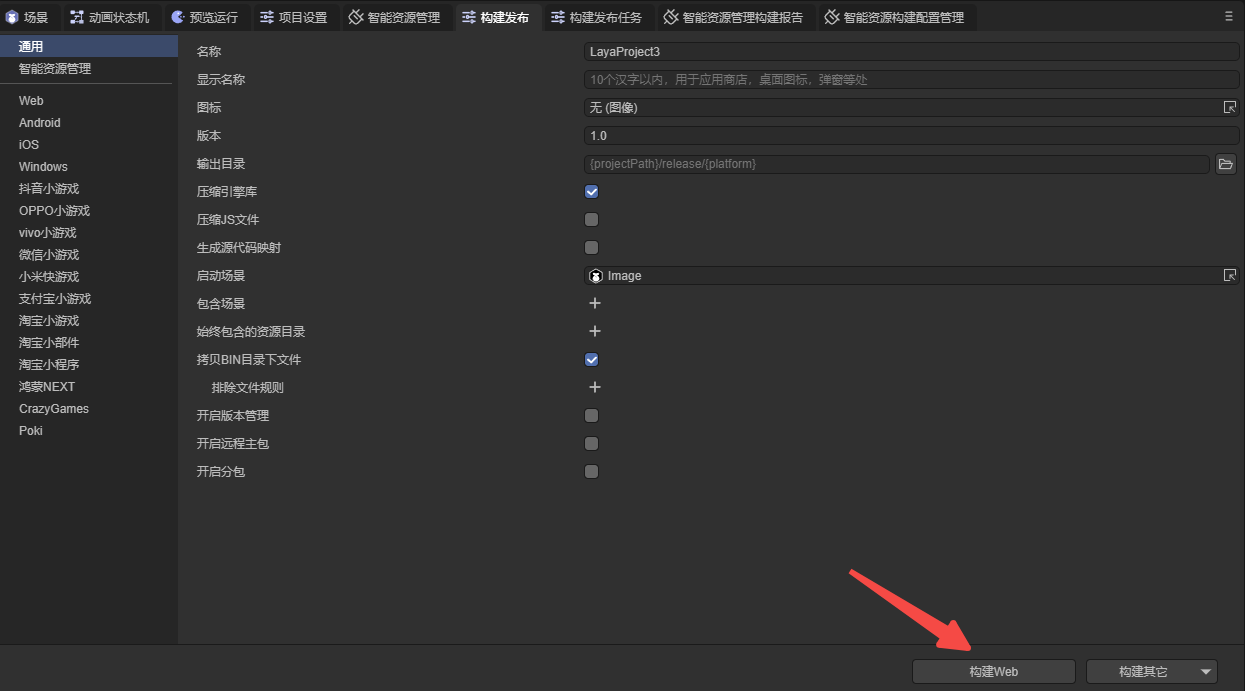 场景 动画状态机 预览运行 项目设置 智能资源管理 构建发布 构建发布任务 智能资源管理构建报告 智能资源构建配置管理
通用
智能资源管理
Web
Android
iOS
Windows
抖音小游戏
OPPO小游戏
vivo小游戏
微信小游戏
小米快游戏
支付宝小游戏
淘宝小游戏
淘宝小部件
淘宝小程序
鸿蒙NEXT
CrazyGames
Poki
名称 LayaProject3
显示名称 10个汉字以内，用于应用商店，桌面图标，弹窗等处
图标 无 (图像)
版本 1.0
输出目录 {projectPath}/release/{platform}
压缩引擎库
压缩JS文件
生成源代码映射
启动场景 Image
包含场景
始终包含的资源目录
拷贝BIN目录下文件
排除文件规则
开启版本管理
开启远程主包
开启分包
构建Web 构建其它